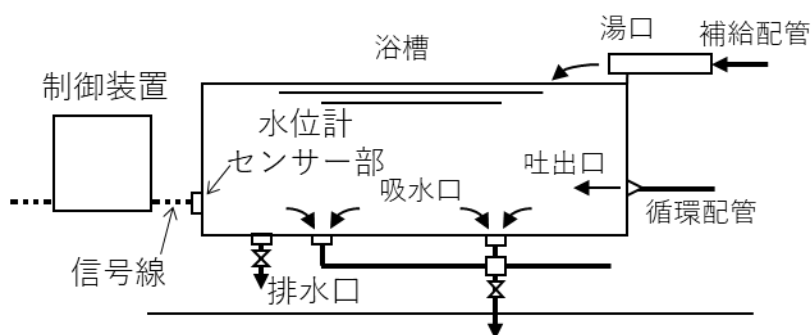 湯口
補給配管
浴槽
制御装置
水位計
センサー部
吐出口
吸水口
循環配管
信号線
排水口